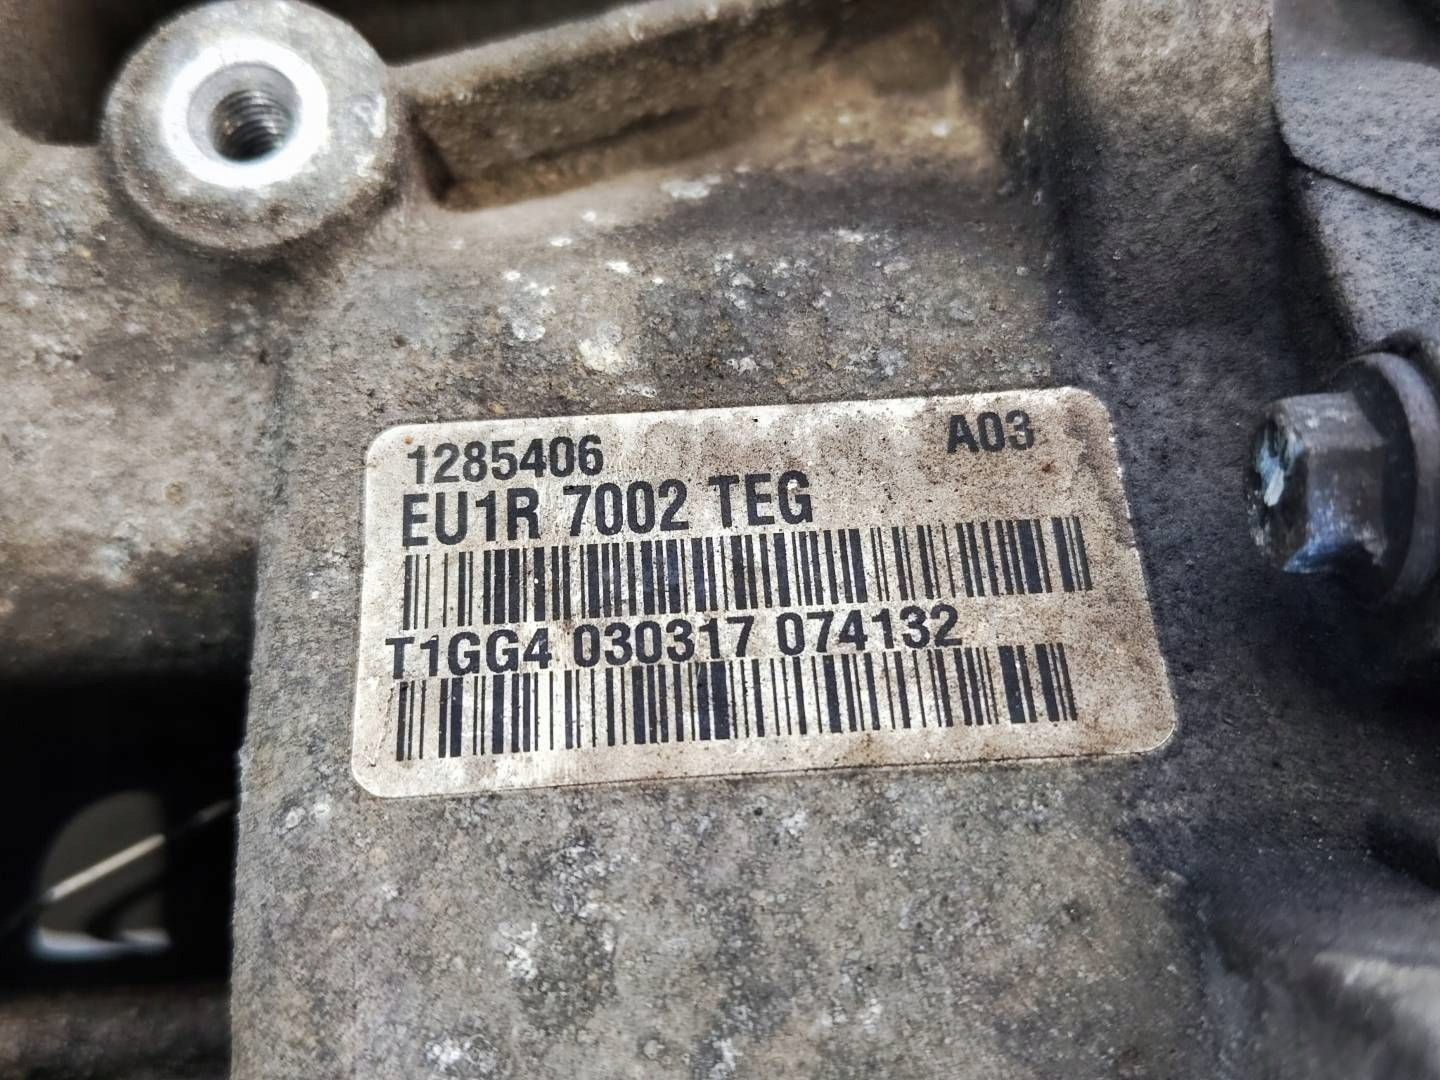 1285406 A03
EU1R 7002 TEG
T1GG4 030317 074132